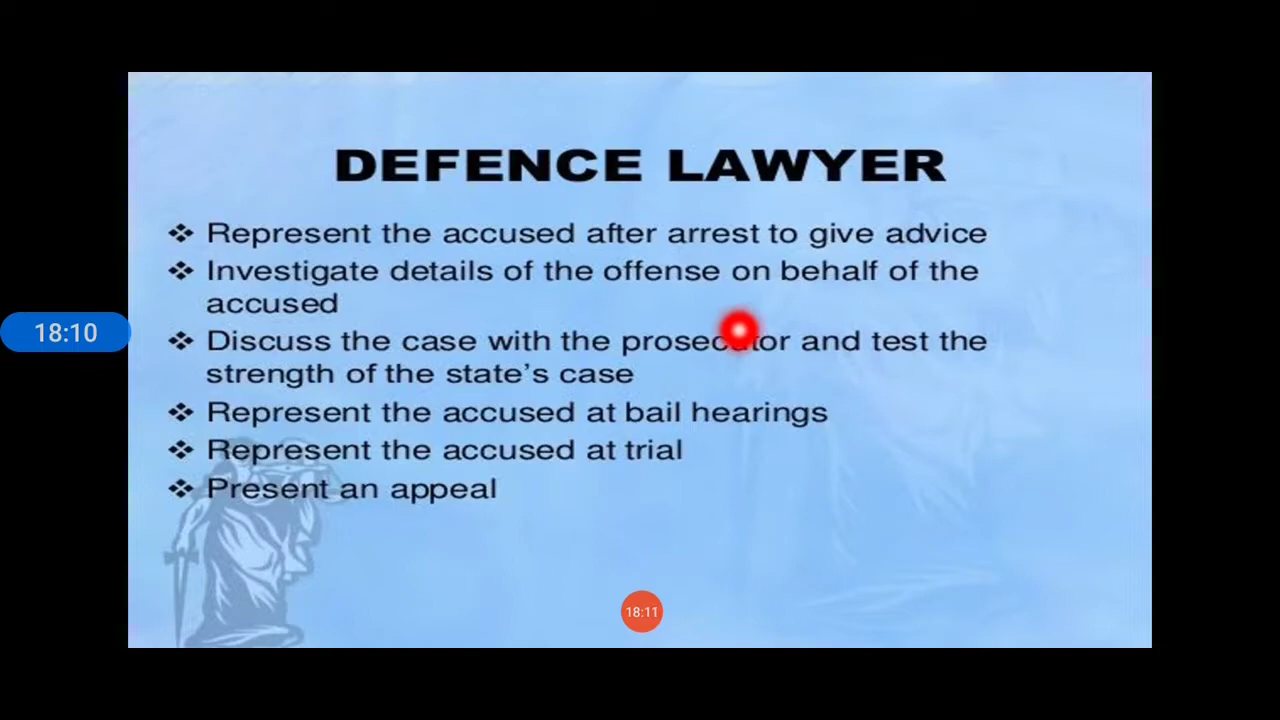 DEFENCE LAWYER
❖ Represent the accused after arrest to give advice
❖ Investigate details of the offense on behalf of the
accused
18:10
❖ Discuss the case with the prosecutor and test the
strength of the state's case
❖ Represent the accused at bail hearings
❖ Represent the accused at trial
❖ Present an appeal
18:11